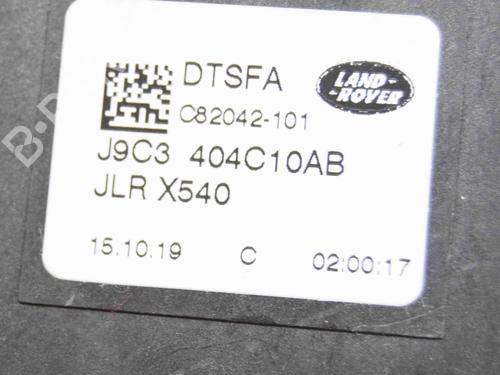 DTSFA
LAND-
-ROVER
C82042-101
J9C3 404C10AB
JLR X540
15.10.19 C 02:00:17